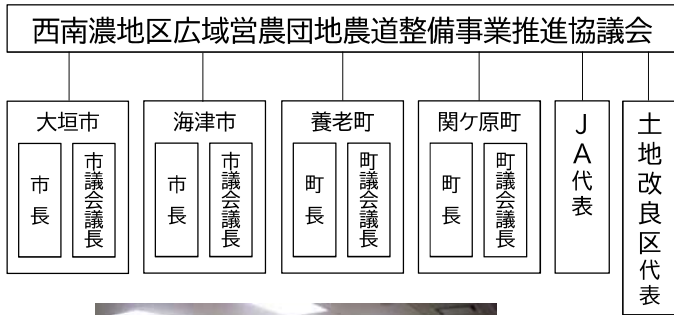 西南濃地区広域営農団地農道整備事業推進協議会
大垣市
市長
市議会議長
海津市
市長
市議会議長
養老町
町長
町議会議長
関ケ原町
町長
町議会議長
JA代表
土地改良区代表